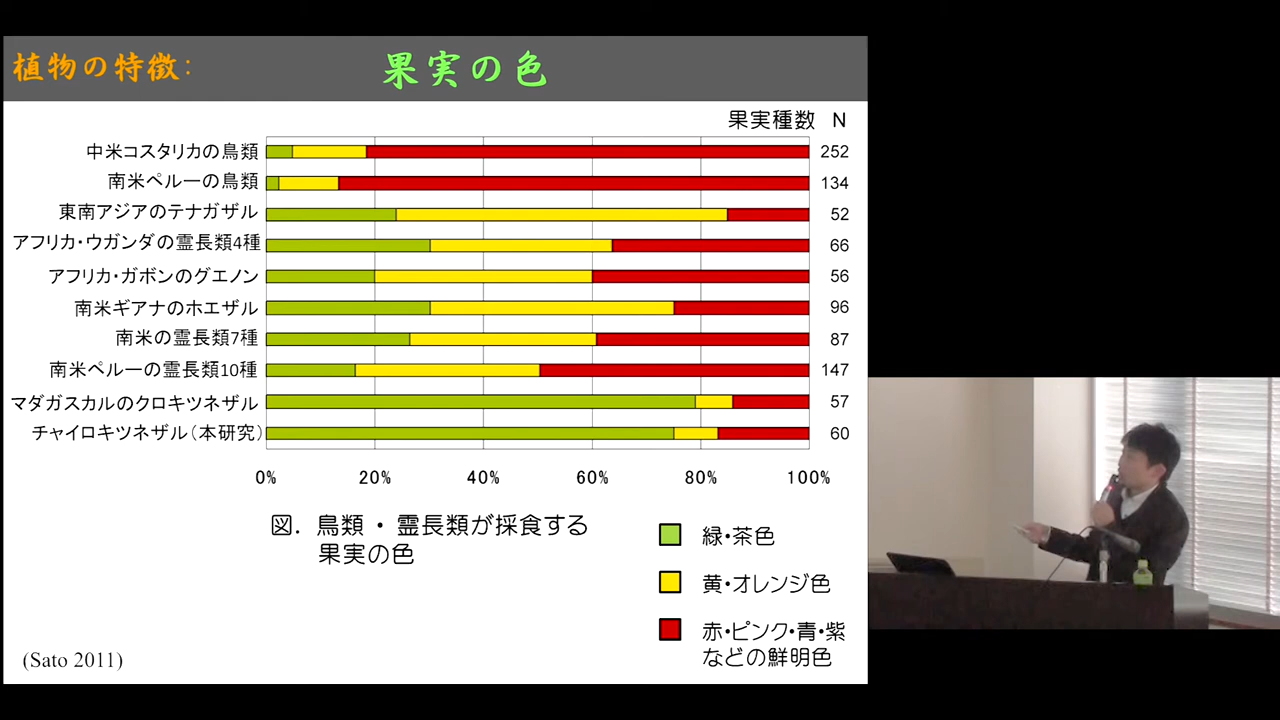 植物の特徴:
果実の色
果実種数 N
中米コスタリカの鳥類 252
南米ペルーの鳥類 134
東南アジアのテナガザル 52
アフリカ・ウガンダの霊長類4種 66
アフリカ・ガボンのグエノン 56
南米ギアナのホエザル 96
南米の霊長類7種 87
南米ペルーの霊長類10種 147
マダガスカルのクロキツネザル 57
チャイロキツネザル(本研究) 60
0% 20% 40% 60% 80% 100%
図. 鳥類・霊長類が採食する
果実の色
緑・茶色
黄・オレンジ色
赤・ピンク・青・紫
などの鮮明色
(Sato 2011)